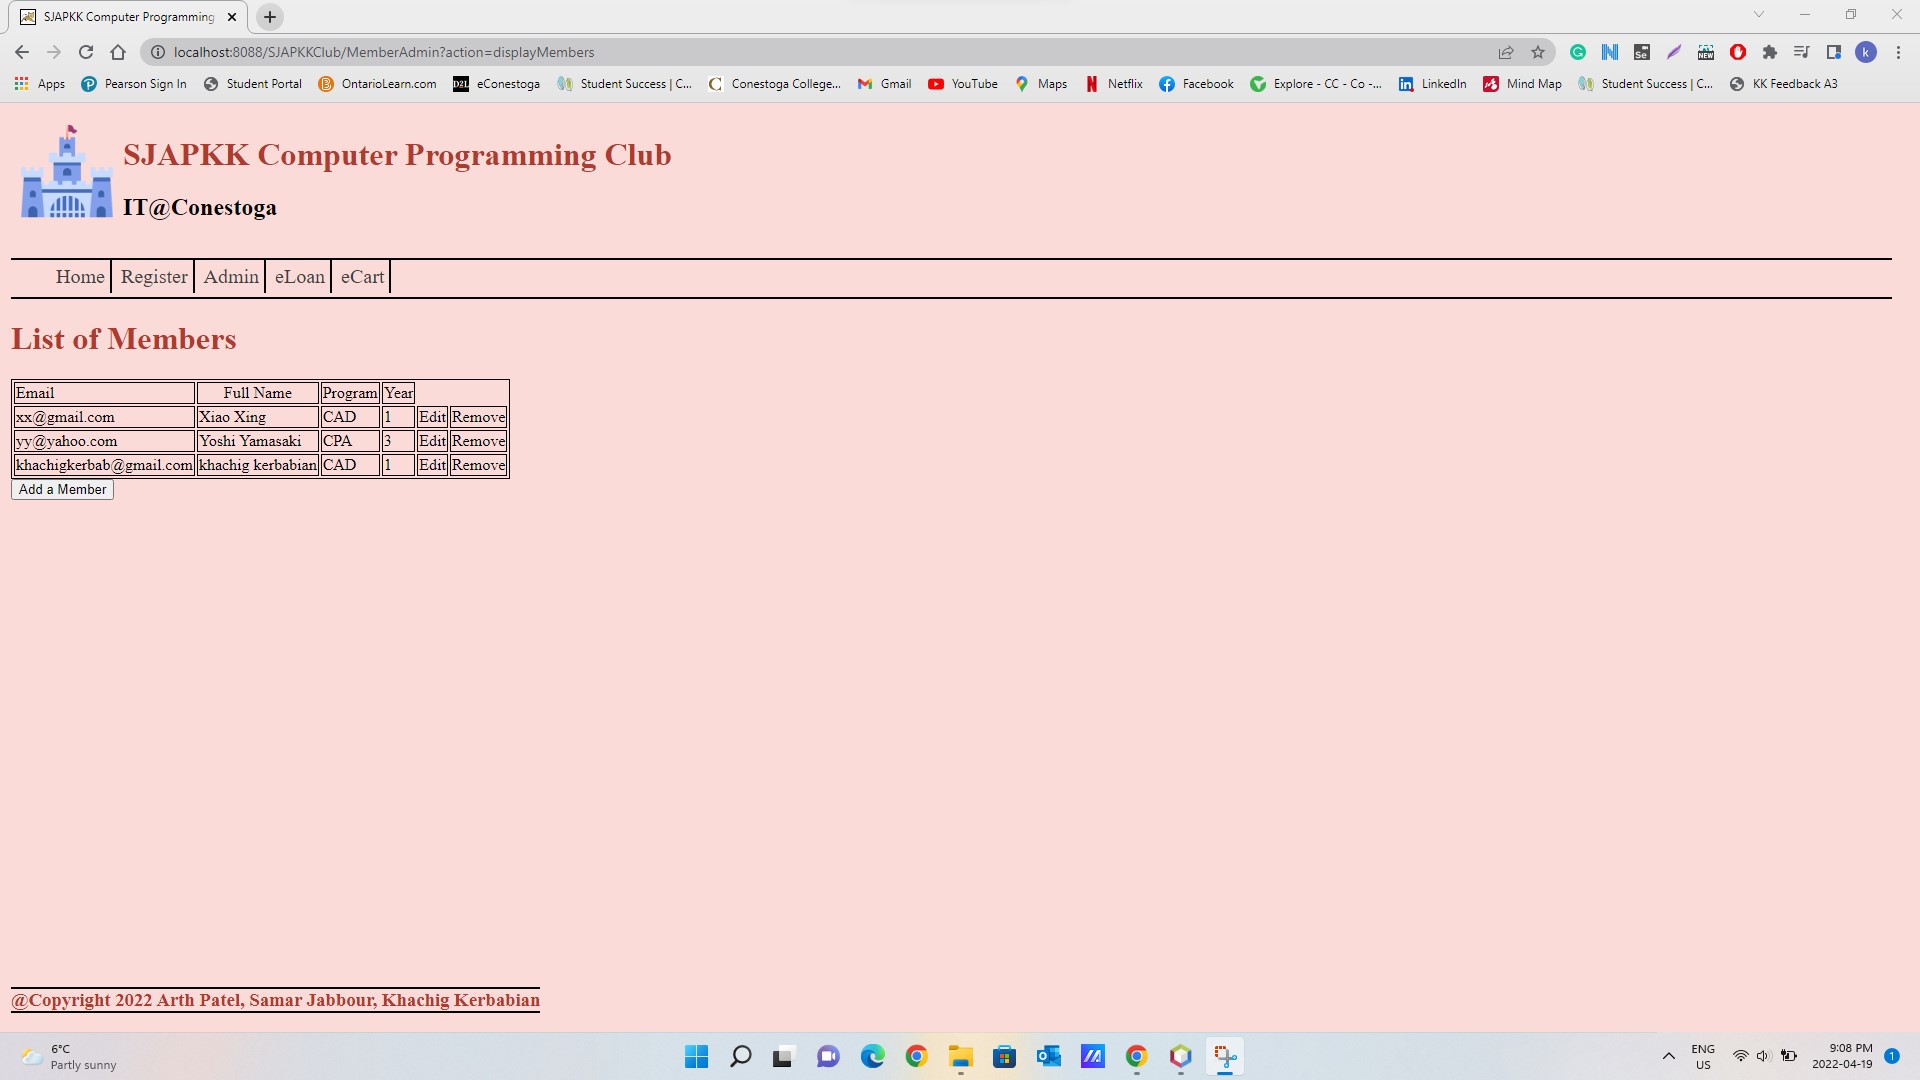 SJAPKK Computer Programming
localhost:8088/SJAPKKClub/MemberAdmin?action=displayMembers
Se
NEW
k
Apps Pearson Sign In Student Portal OntarioLearn.com D2L eConestoga Student Success | C... Conestoga College... Gmail YouTube Maps Netflix Facebook Explore - CC - Co -... LinkedIn Mind Map Student Success | C... KK Feedback A3
SJAPKK Computer Programming Club
IT@Conestoga
Home Register Admin eLoan eCart
List of Members
Email Full Name Program Year
xx@gmail.com Xiao Xing CAD 1 Edit Remove
yy@yahoo.com Yoshi Yamasaki CPA 3 Edit Remove
khachigkerbab@gmail.com khachig kerbabian CAD 1 Edit Remove
Add a Member
@Copyright 2022 Arth Patel, Samar Jabbour, Khachig Kerbabian
6°C
Partly sunny
ENG
US
9:08 PM
2022-04-19
1